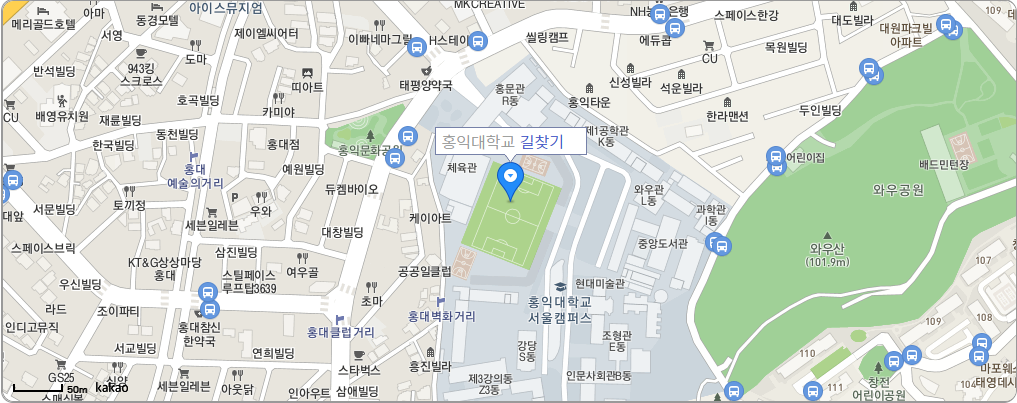 아이스뮤지엄
MKCREATIVE
메리골드호텔
동경모텔
서영
제이엘씨어터
이빠네마그릴
H스테이
씰링캠프
에듀콥
스페이스한강
대도빌라
대원파크빌
아파트
109
943킹
스크로스
도마
반석빌딩
띠아트
태평양약국
홍문관
R동
신성빌라
CU
목원빌딩
석운빌라
호곡빌딩
카미야
홍익타운
한라맨션
두인빌딩
CU
배영유치원
재륜빌딩
동천빌딩
한국빌딩
홍대점
홍익문화공원
홍익대학교 길찾기
제1공학관
K동
어린이집
배드민턴장
홍대
예술의거리
예원빌딩
체육관
와우관
L동
와우공원
듀켐바이오
토끼정
우와
P
과학관
I동
대앞
서문빌딩
세븐일레븐
케이아트
대창빌딩
중앙도서관
와우산
(101.9m)
스페이스브릭
삼진빌딩
KT&G상상마당
홍대
여우골
공공일클럽
우신빌딩
스틸페이스
루프탑3639
현대미술관
107
초마
홍익대학교
서울캠퍼스
라드
조이파티
홍대벽화거리
인디고뮤직
홍대참신
한약국
홍대클럽거리
조형관
E동
109
108
서교빌딩
연희빌딩
강당
S동
110
스타벅스
홍진빌라
마포웨스
태영데시
GS25
50m
kakao
세븐일레븐
아웃닭
인아우트
삼애빌딩
제3강의동
Z3동
인문사회관B동
111
창전
어린이공원
104